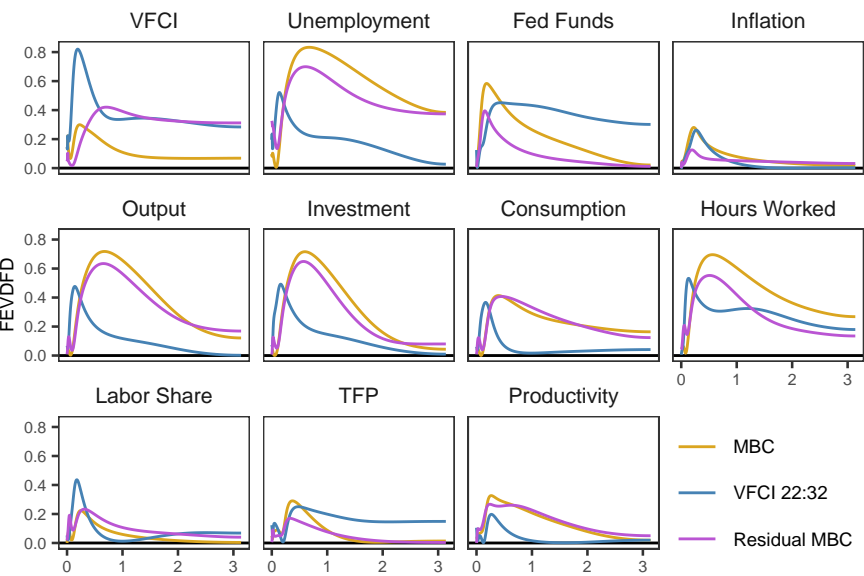 VFCI Unemployment Fed Funds Inflation
0.8
0.6
0.4
0.2
0.0
Output Investment Consumption Hours Worked
FEVDFD
0.8
0.6
0.4
0.2
0.0
0 1 2 3
Labor Share TFP Productivity
0.8
0.6
0.4
0.2
0.0
MBC
VFCI 22:32
Residual MBC
0 1 2 3 0 1 2 3 0 1 2 3